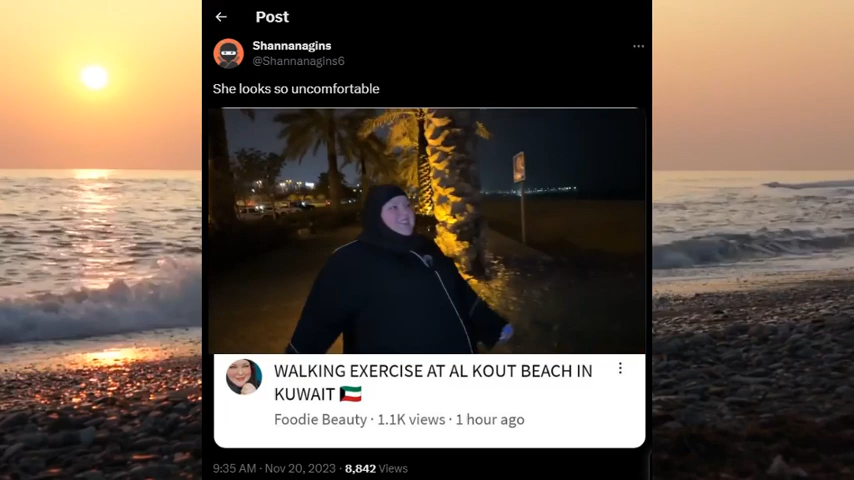 Post
Shannanagins
@Shannanagins6
She looks so uncomfortable
WALKING EXERCISE AT AL KOUT BEACH IN
KUWAIT 🇰🇼
Foodie Beauty · 1.1K views · 1 hour ago
9:35 AM · Nov 20, 2023 · 8,842 Views